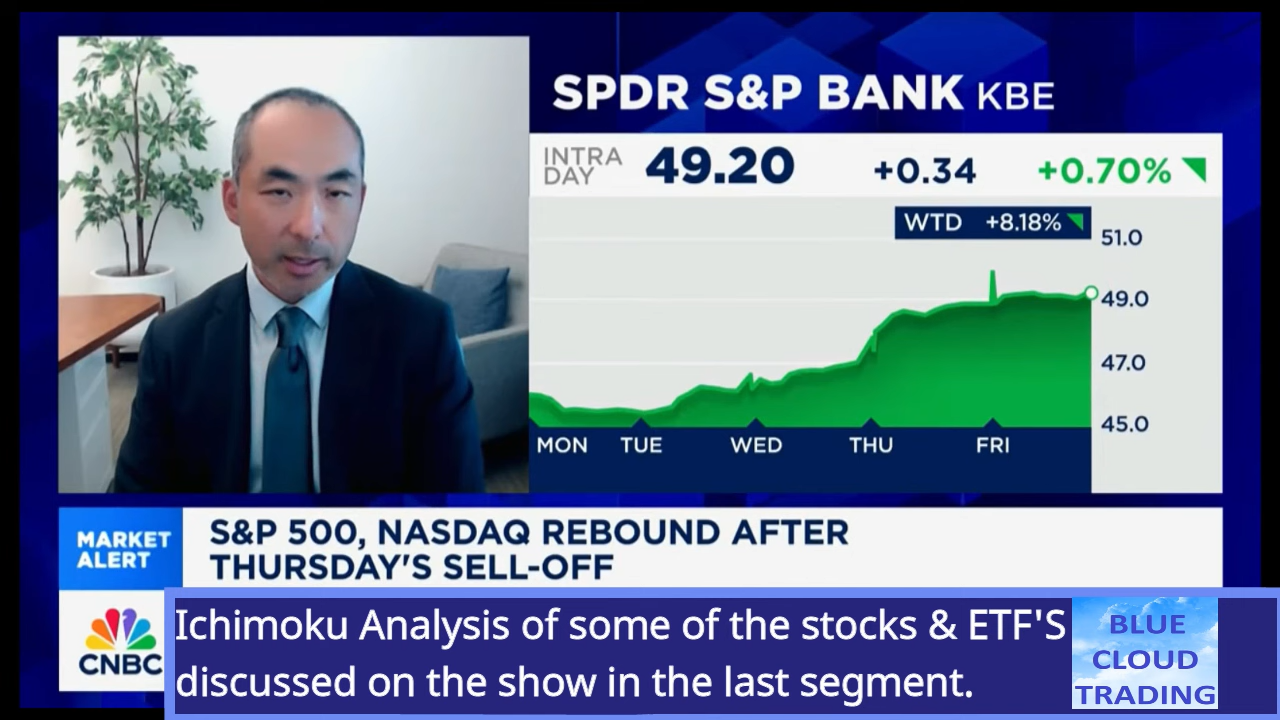 SPDR S&P BANK KBE
INTRA
DAY
49.20 +0.34 +0.70%
WTD +8.18%
51.0
49.0
47.0
45.0
MON TUE WED THU FRI
MARKET
ALERT
S&P 500, NASDAQ REBOUND AFTER
THURSDAY'S SELL-OFF
CNBC
Ichimoku Analysis of some of the stocks & ETF'S
discussed on the show in the last segment.
BLUE
CLOUD
TRADING